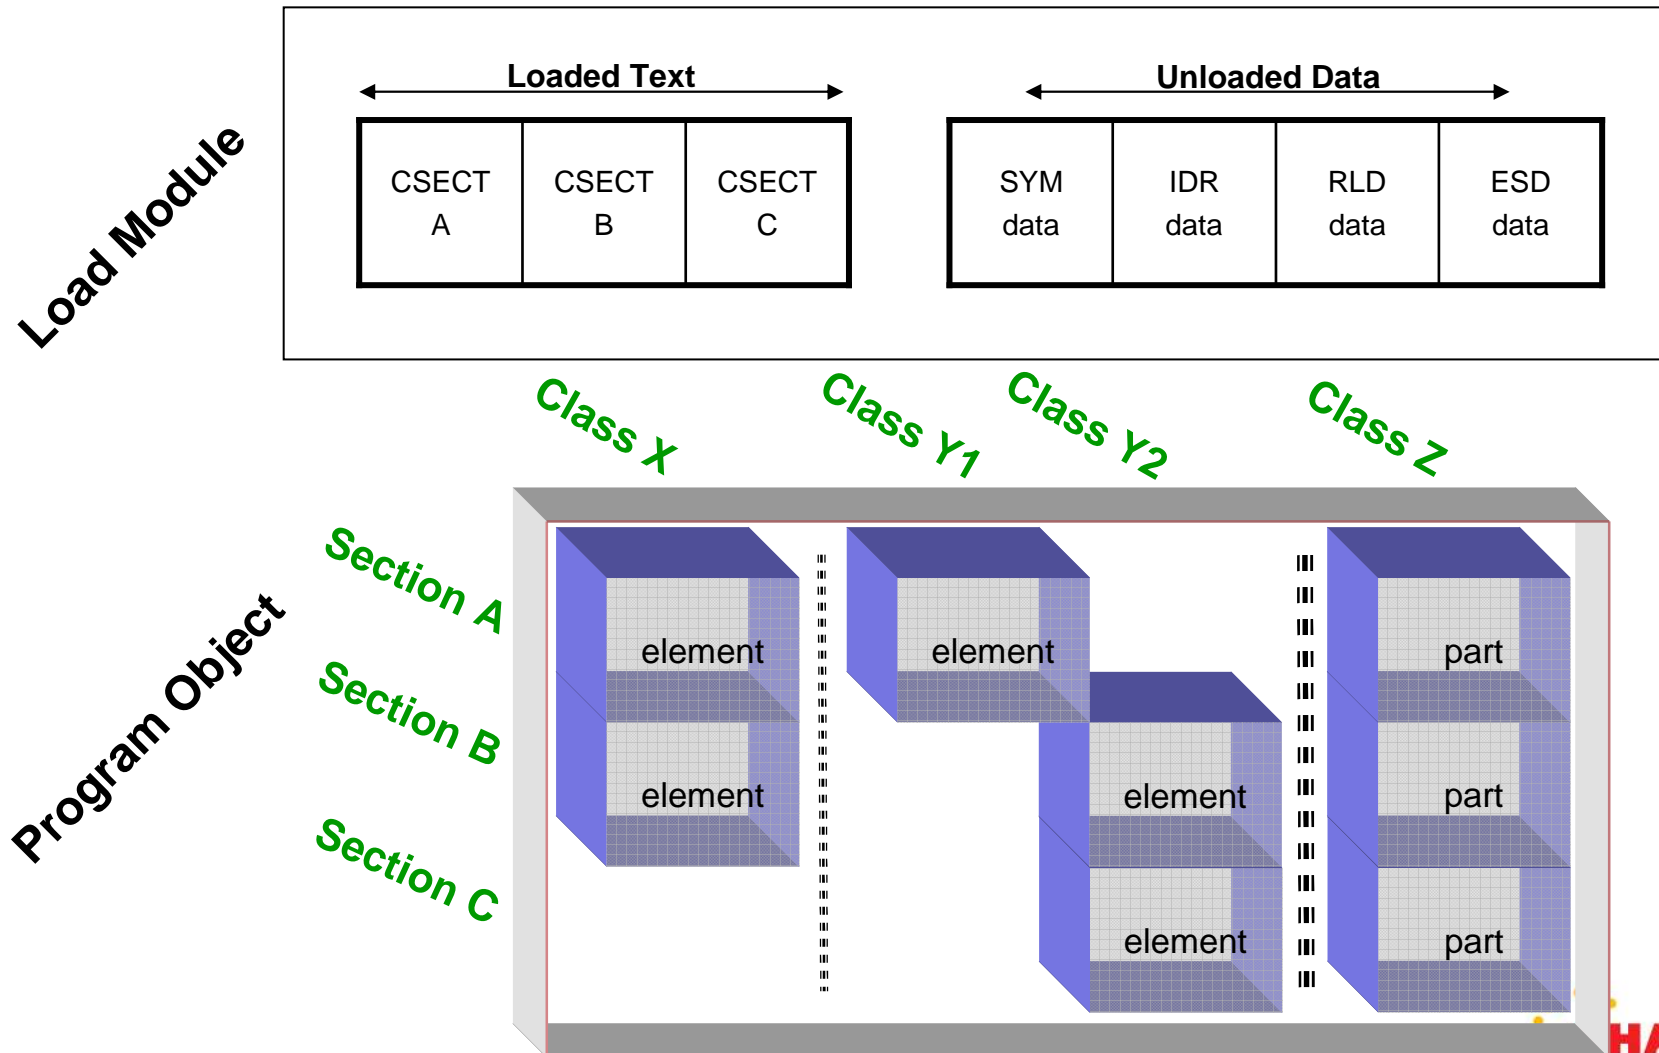 Loaded Text
Unloaded Data
CSECT
A
CSECT
B
CSECT
C
SYM
data
IDR
data
RLD
data
ESD
data
Load Module
Class X
Class Y1
Class Y2
Class Z
Program Object
Section A
Section B
Section C
element
element
part
element
element
part
element
part